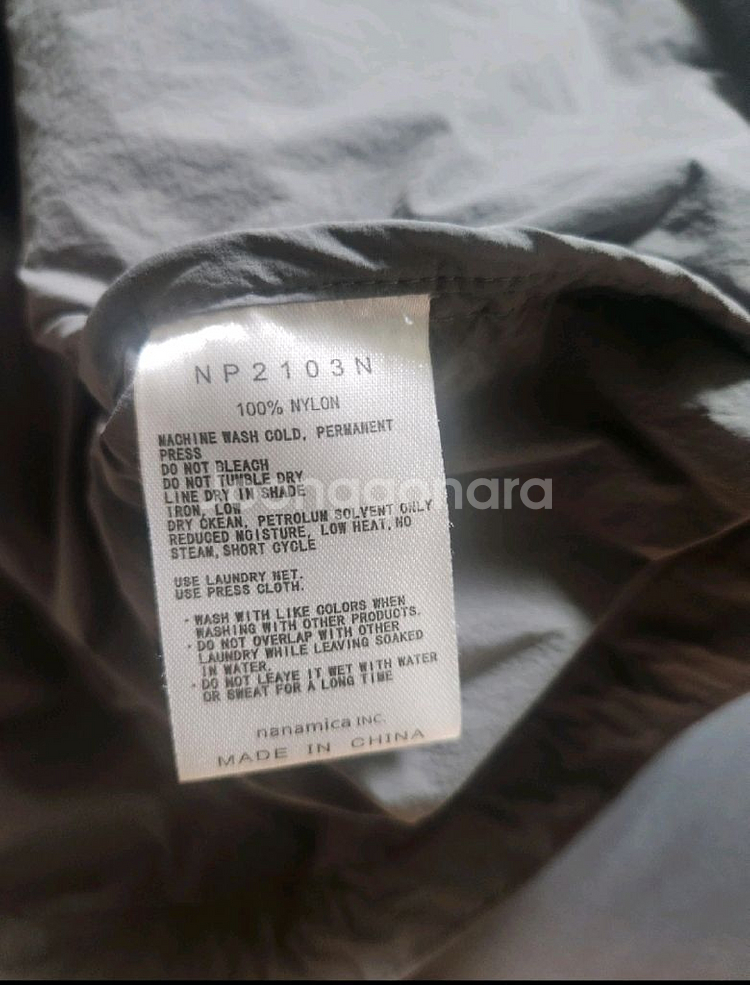 NP2103N
100% NYLON
MACHINE WASH COLD, PERMANENT
PRESS
DO NOT BLEACH
DO NOT TUMBLE DRY
LINE DRY IN SHADE
IRON, LOW
DRY CKEAN, PETROLUM SOLVENT ONLY
REDUCED MOISTURE, LOW HEAT, NO
STEAM, SHORT CYCLE
USE LAUNDRY NET.
USE PRESS CLOTH.
· WASH WITH LIKE COLORS WHEN
WASHING WITH OTHER PRODUCTS.
· DO NOT OVERLAP WITH OTHER
LAUNDRY WHILE LEAVING SOAKED
IN WATER.
· DO NOT LEAVE IT WET WITH WATER
OR SWEAT FOR A LONG TIME
nanamica INC.
MADE IN CHINA